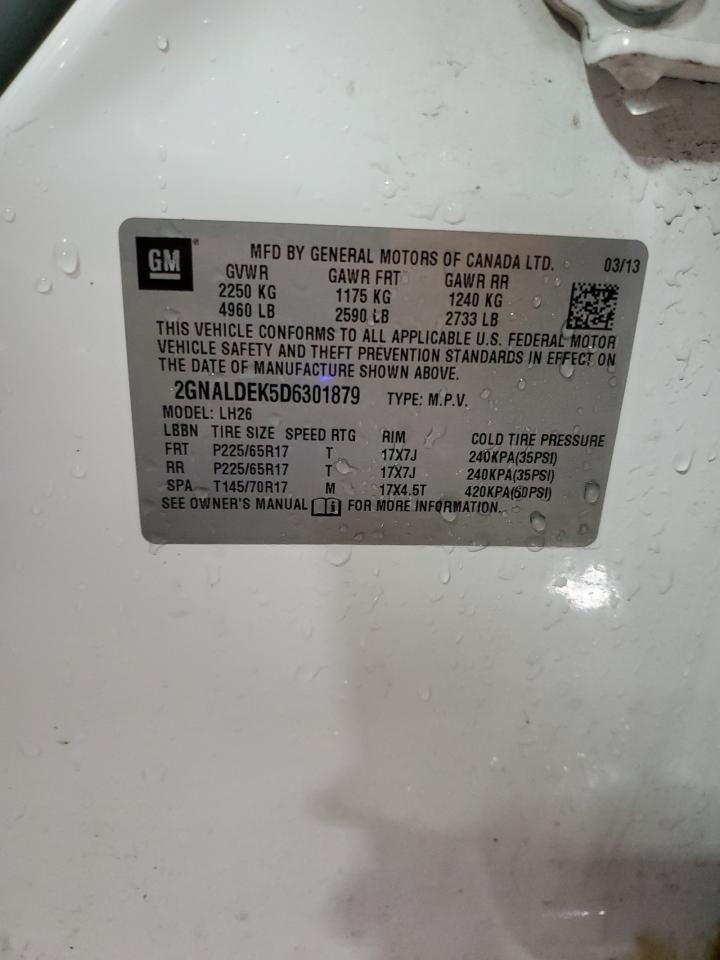 GM ® MFD BY GENERAL MOTORS OF CANADA LTD. 03/13
GVWR GAWR FRT GAWR RR
2250 KG 1175 KG 1240 KG
4960 LB 2590 LB 2733 LB
THIS VEHICLE CONFORMS TO ALL APPLICABLE U.S. FEDERAL MOTOR
VEHICLE SAFETY AND THEFT PREVENTION STANDARDS IN EFFECT ON
THE DATE OF MANUFACTURE SHOWN ABOVE.
2GNALDEK5D6301879 TYPE: M.P.V.
MODEL: LH26
LBBN TIRE SIZE SPEED RTG RIM COLD TIRE PRESSURE
FRT P225/65R17 T 17X7J 240KPA(35PSI)
RR P225/65R17 T 17X7J 240KPA(35PSI)
SPA T145/70R17 M 17X4.5T 420KPA(60PSI)
SEE OWNER'S MANUAL FOR MORE INFORMATION.